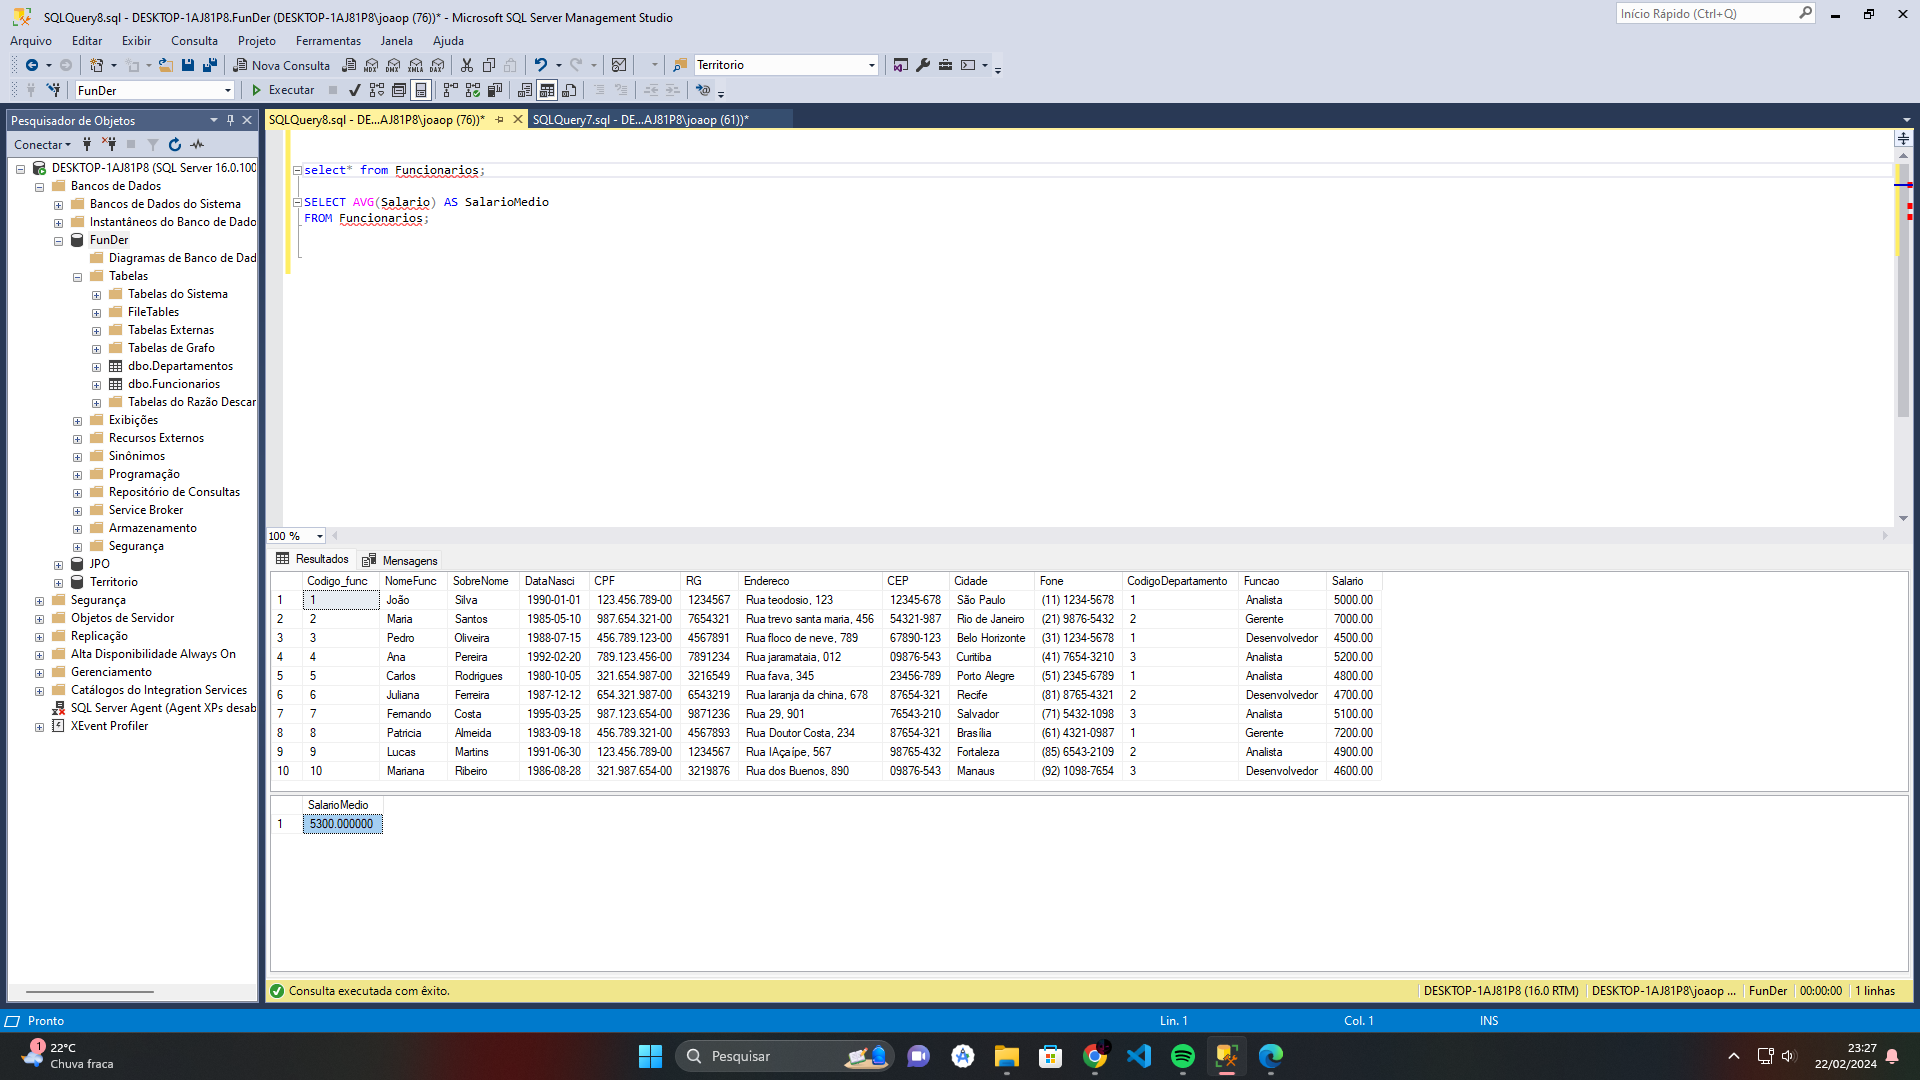 SQLQuery8.sql - DESKTOP-1AJ81P8.FunDer (DESKTOP-1AJ81P8\joaop (76))* - Microsoft SQL Server Management Studio
Início Rápido (Ctrl+Q)
Arquivo Editar Exibir Consulta Projeto Ferramentas Janela Ajuda
Nova Consulta MDX DMX XMLA DAX Territorio
FunDer Executar
Pesquisador de Objetos
Conectar
DESKTOP-1AJ81P8 (SQL Server 16.0.100
Bancos de Dados
Bancos de Dados do Sistema
Instantâneos do Banco de Dado
FunDer
Diagramas de Banco de Dad
Tabelas
Tabelas do Sistema
FileTables
Tabelas Externas
Tabelas de Grafo
dbo.Departamentos
dbo.Funcionarios
Tabelas do Razão Descar
Exibições
Recursos Externos
Sinônimos
Programação
Repositório de Consultas
Service Broker
Armazenamento
Segurança
JPO
Territorio
Segurança
Objetos de Servidor
Replicação
Alta Disponibilidade Always On
Gerenciamento
Catálogos do Integration Services
SQL Server Agent (Agent XPs desab
XEvent Profiler
SQLQuery8.sql - DE...AJ81P8\joaop (76))* SQLQuery7.sql - DE...AJ81P8\joaop (61))*
select* from Funcionarios;
SELECT AVG(Salario) AS SalarioMedio
FROM Funcionarios;
100 %
Resultados Mensagens
Codigo_func NomeFunc SobreNome DataNasci CPF RG Endereco CEP Cidade Fone CodigoDepartamento Funcao Salario
1 1 João Silva 1990-01-01 123.456.789-00 1234567 Rua teodosio, 123 12345-678 São Paulo (11) 1234-5678 1 Analista 5000.00
2 2 Maria Santos 1985-05-10 987.654.321-00 7654321 Rua trevo santa maria, 456 54321-987 Rio de Janeiro (21) 9876-5432 2 Gerente 7000.00
3 3 Pedro Oliveira 1988-07-15 456.789.123-00 4567891 Rua floco de neve, 789 67890-123 Belo Horizonte (31) 1234-5678 1 Desenvolvedor 4500.00
4 4 Ana Pereira 1992-02-20 789.123.456-00 7891234 Rua jaramataia, 012 09876-543 Curitiba (41) 7654-3210 3 Analista 5200.00
5 5 Carlos Rodrigues 1980-10-05 321.654.987-00 3216549 Rua fava, 345 23456-789 Porto Alegre (51) 2345-6789 1 Analista 4800.00
6 6 Juliana Ferreira 1987-12-12 654.321.987-00 6543219 Rua laranja da china, 678 87654-321 Recife (81) 8765-4321 2 Desenvolvedor 4700.00
7 7 Fernando Costa 1995-03-25 987.123.654-00 9871236 Rua 29, 901 76543-210 Salvador (71) 5432-1098 3 Analista 5100.00
8 8 Patricia Almeida 1983-09-18 456.789.321-00 4567893 Rua Doutor Costa, 234 87654-321 Brasília (61) 4321-0987 1 Gerente 7200.00
9 9 Lucas Martins 1991-06-30 123.456.789-00 1234567 Rua IAçaípe, 567 98765-432 Fortaleza (85) 6543-2109 2 Analista 4900.00
10 10 Mariana Ribeiro 1986-08-28 321.987.654-00 3219876 Rua dos Buenos, 890 09876-543 Manaus (92) 1098-7654 3 Desenvolvedor 4600.00
SalarioMedio
1 5300.000000
Consulta executada com êxito. DESKTOP-1AJ81P8 (16.0 RTM) DESKTOP-1AJ81P8\joaop ... FunDer 00:00:00 1 linhas
Pronto Lin. 1 Col. 1 INS
1 22°C
Chuva fraca
Pesquisar
23:27
22/02/2024